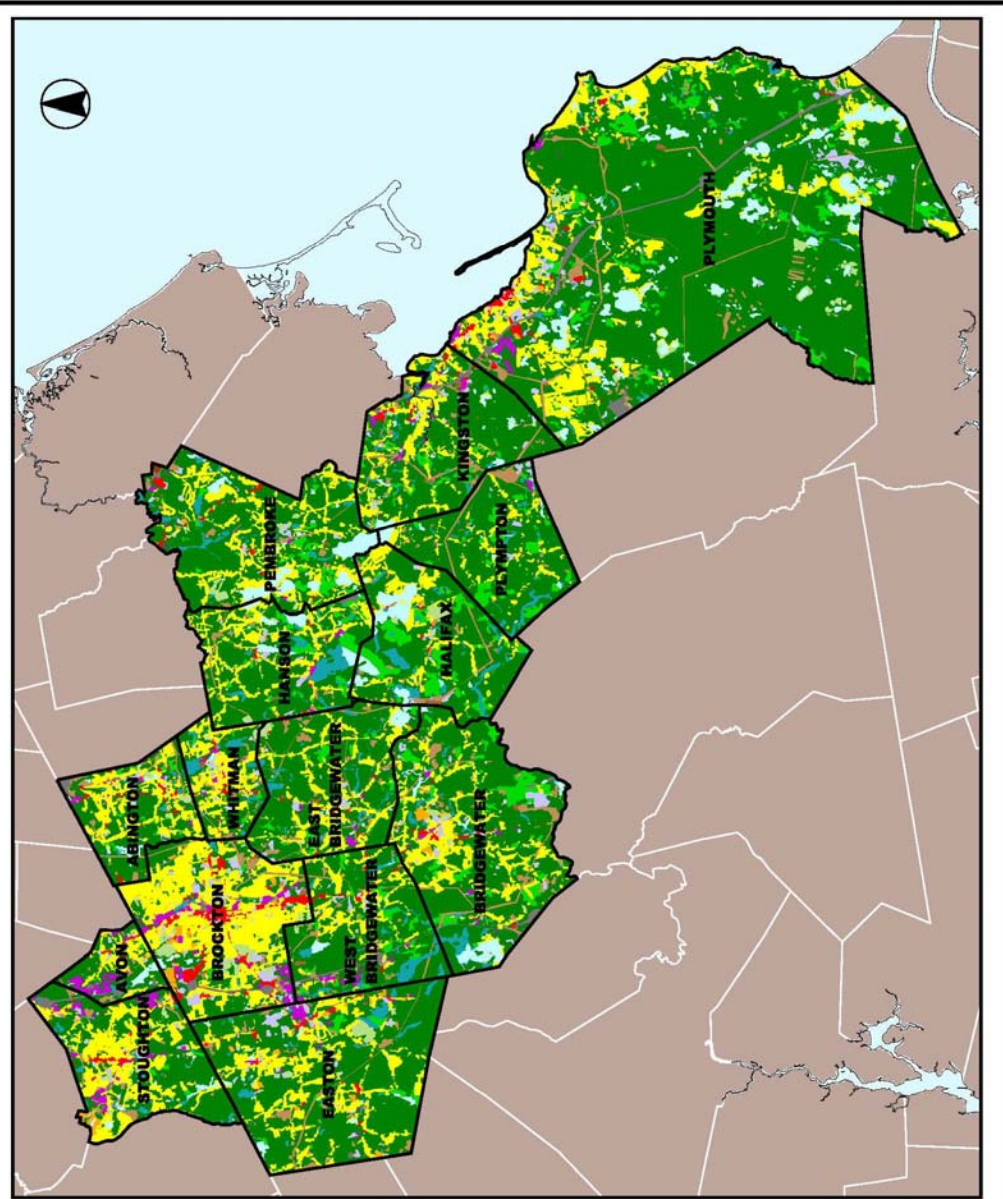 STOUGHTON
AVON
EASTON
BROCKTON
ABINGTON
WHITMAN
WEST
BRIDGEWATER
EAST
BRIDGEWATER
BRIDGEWATER
HANSON
PEMBROKE
HALIFAX
PLYMPTON
KINGSTON
PLYMOUTH